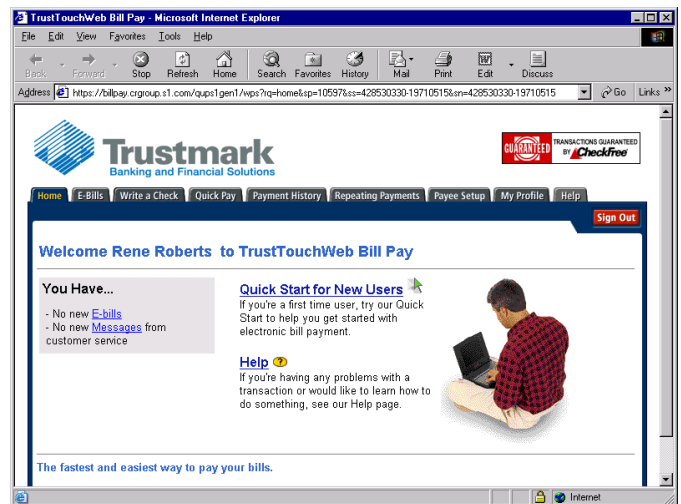 TrustTouchWeb Bill Pay - Microsoft Internet Explorer
File Edit View Favorites Tools Help
Back Forward Stop Refresh Home Search Favorites History Mail Print Edit Discuss
Address https://billpay.crgroup.s1.com/qups1gen1/wps?rq=home&sp=10597&ss=428530330-19710515&sn=428530330-19710515 Go Links »
Trustmark
Banking and Financial Solutions
GUARANTEED TRANSACTIONS GUARANTEED
BY CheckFree
Home E-Bills Write a Check Quick Pay Payment History Repeating Payments Payee Setup My Profile Help
Sign Out
Welcome Rene Roberts to TrustTouchWeb Bill Pay
You Have...
- No new E-bills
- No new Messages from
customer service
Quick Start for New Users
If you're a first time user, try our Quick
Start to help you get started with
electronic bill payment.
Help ?
If you're having any problems with a
transaction or would like to learn how to
do something, see our Help page.
The fastest and easiest way to pay your bills.
Internet